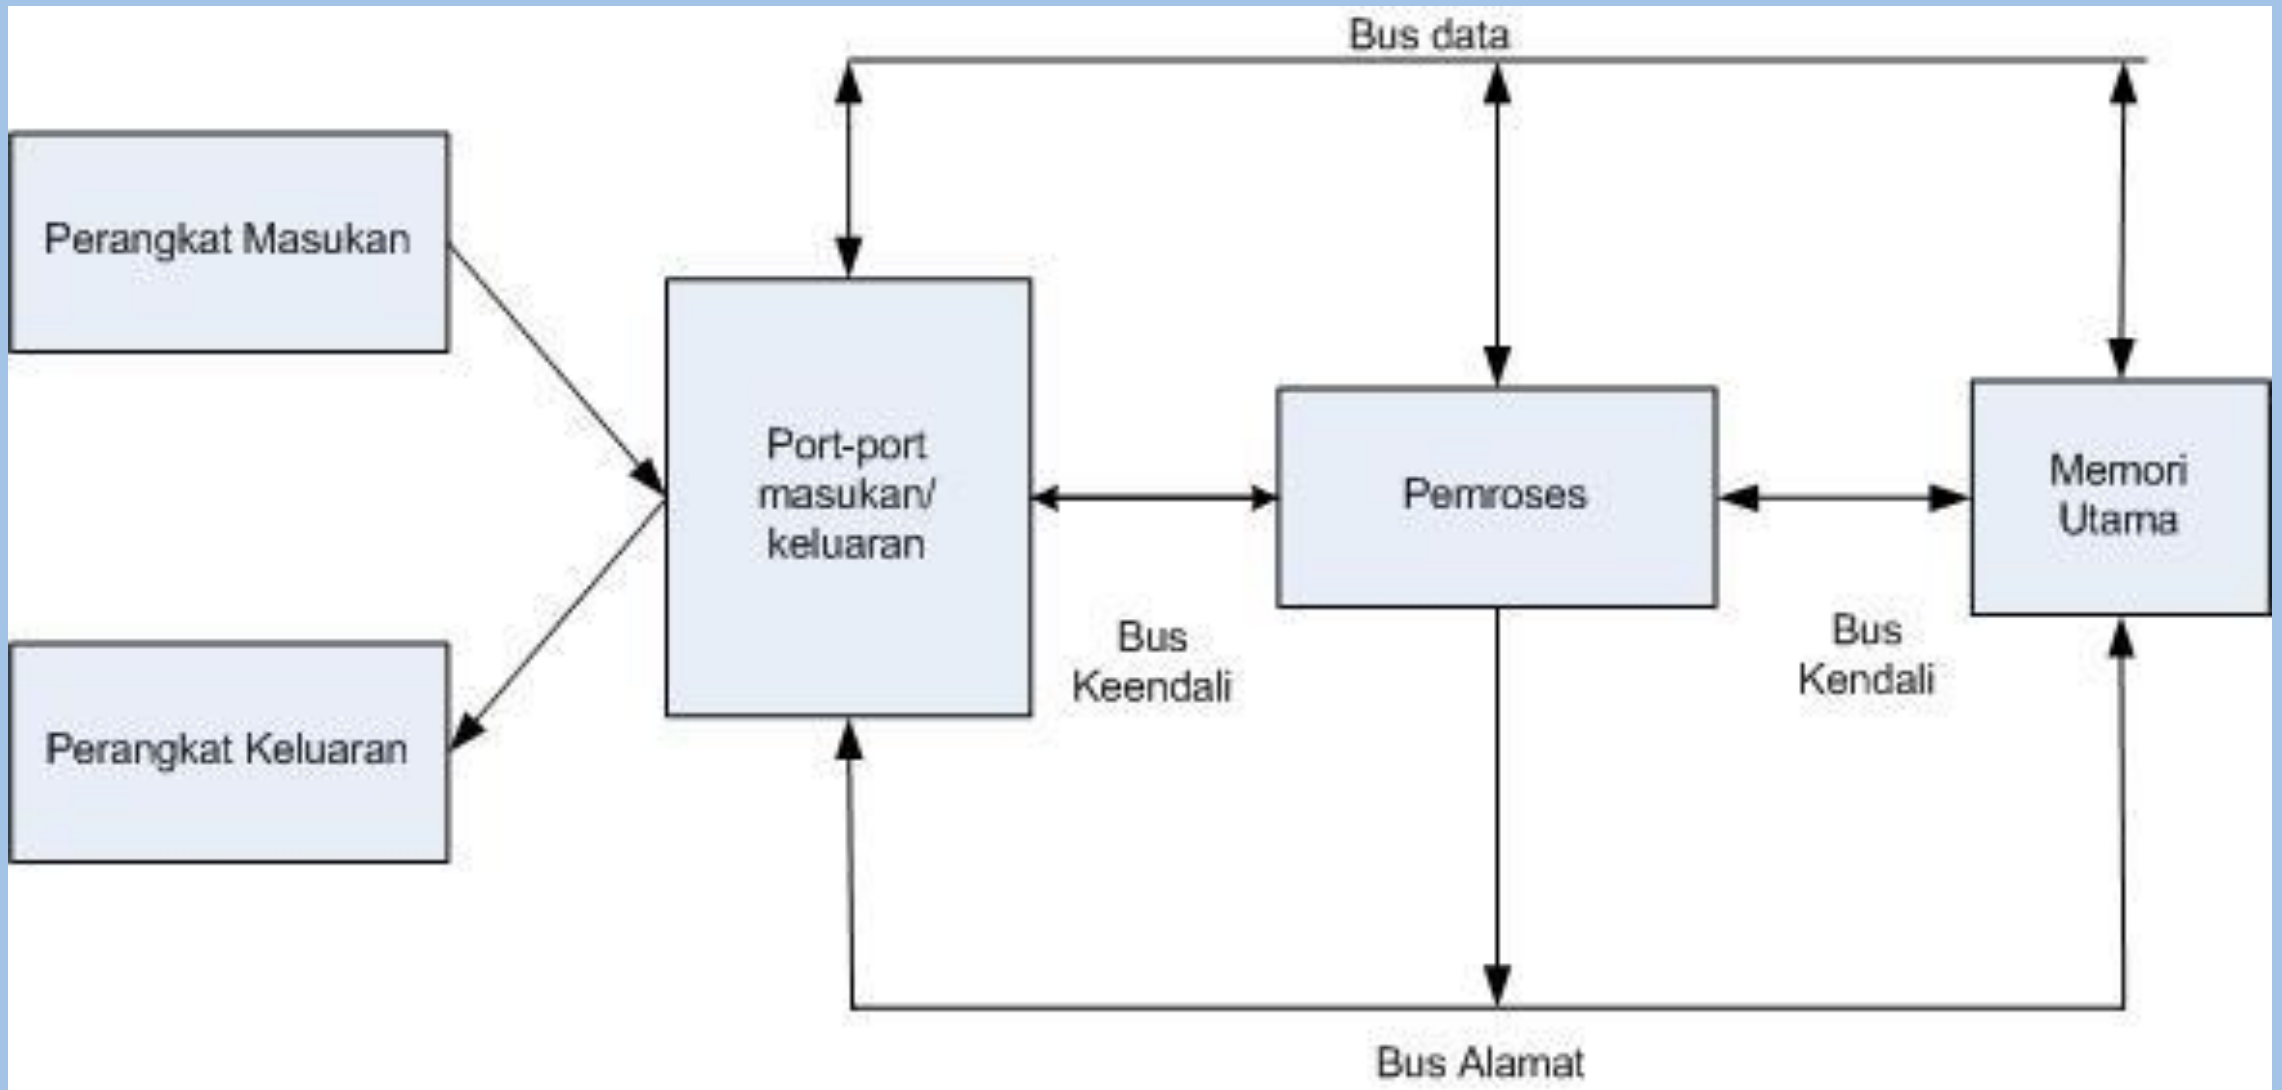 Bus data
Perangkat Masukan
Port-port
masukan/
keluaran
Pemroses
Memori
Utama
Bus
Keendali
Bus
Kendali
Perangkat Keluaran
Bus Alamat